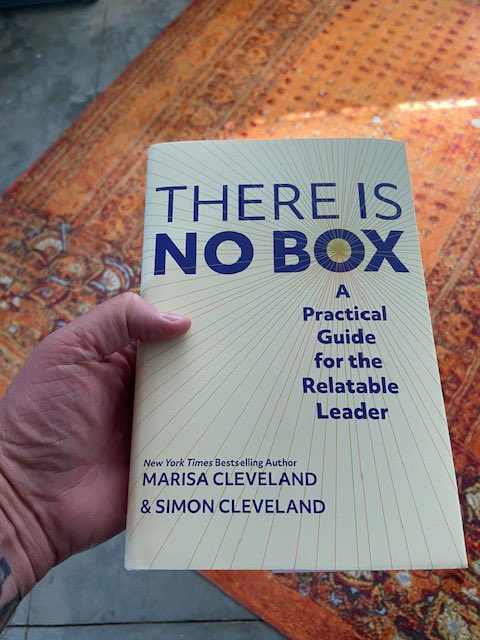 THERE IS
NO BOX
A
Practical
Guide
for the
Relatable
Leader
New York Times Bestselling Author
MARISA CLEVELAND
& SIMON CLEVELAND